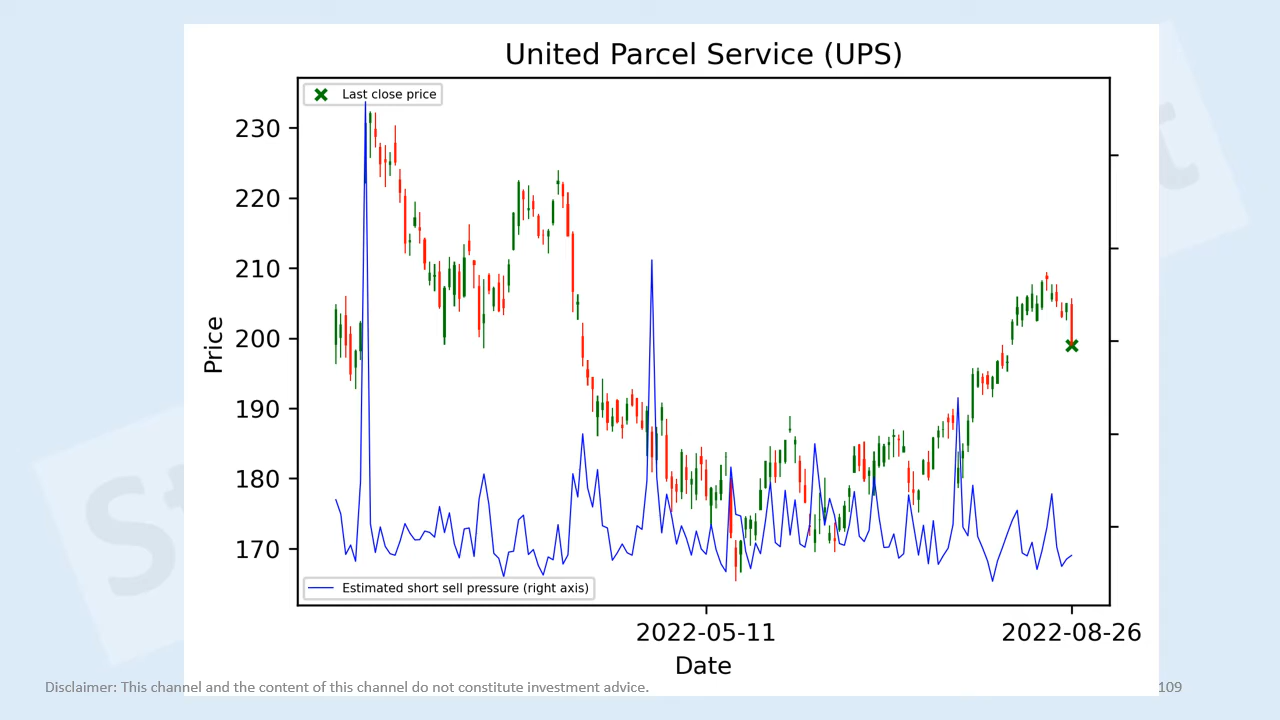 United Parcel Service (UPS)
Last close price
230
220
210
200
190
180
170
Price
Estimated short sell pressure (right axis)
2022-05-11
2022-08-26
Date
Disclaimer: This channel and the content of this channel do not constitute investment advice.
109